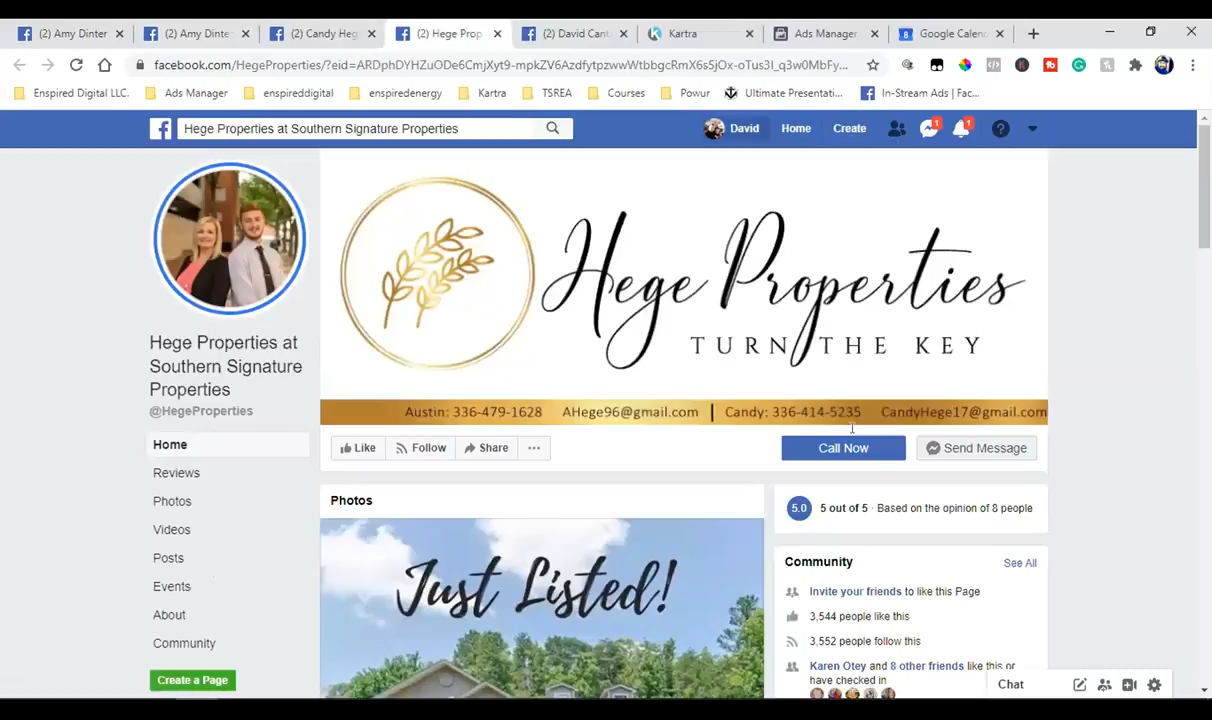 (2) Amy Dinter
(2) Amy Dinte
(2) Candy Heg
(2) Hege Prop
(2) David Cant
Kartra
Ads Manager
Google Calen
facebook.com/HegeProperties/?eid=ARDphDYHZuODe6CmjXyt9-mpkZV6AzdfytpzwwWtbbgcRmX6s5jOx-oTus3I_q3w0MbFy...
Enspired Digital LLC.
Ads Manager
enspireddigital
enspiredenergy
Kartra
TSREA
Courses
Powur
Ultimate Presentati...
In-Stream Ads | Fac...
Hege Properties at Southern Signature Properties
David
Home
Create
1
1
Hege Properties
TURN THE KEY
Austin: 336-479-1628 AHege96@gmail.com | Candy: 336-414-5235 CandyHege17@gmail.com
Hege Properties at
Southern Signature
Properties
@HegeProperties
Like
Follow
Share
...
Call Now
Send Message
Home
Reviews
Photos
Videos
Posts
Events
About
Community
Create a Page
Photos
Just Listed!
5.0
5 out of 5 · Based on the opinion of 8 people
Community
See All
Invite your friends to like this Page
3,544 people like this
3,552 people follow this
Karen Otey and 8 other friends like this or
have checked in
Chat